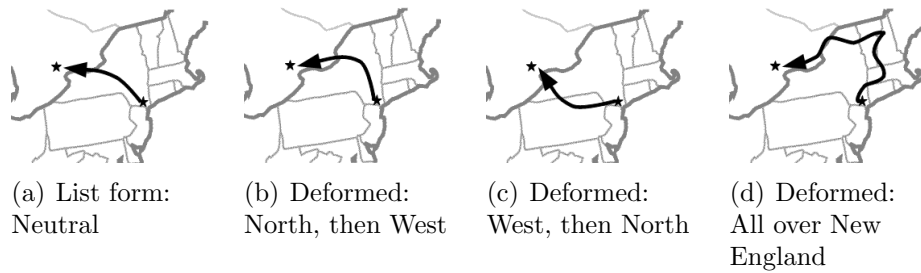 (a) List form:
Neutral
(b) Deformed:
North, then West
(c) Deformed:
West, then North
(d) Deformed:
All over New
England